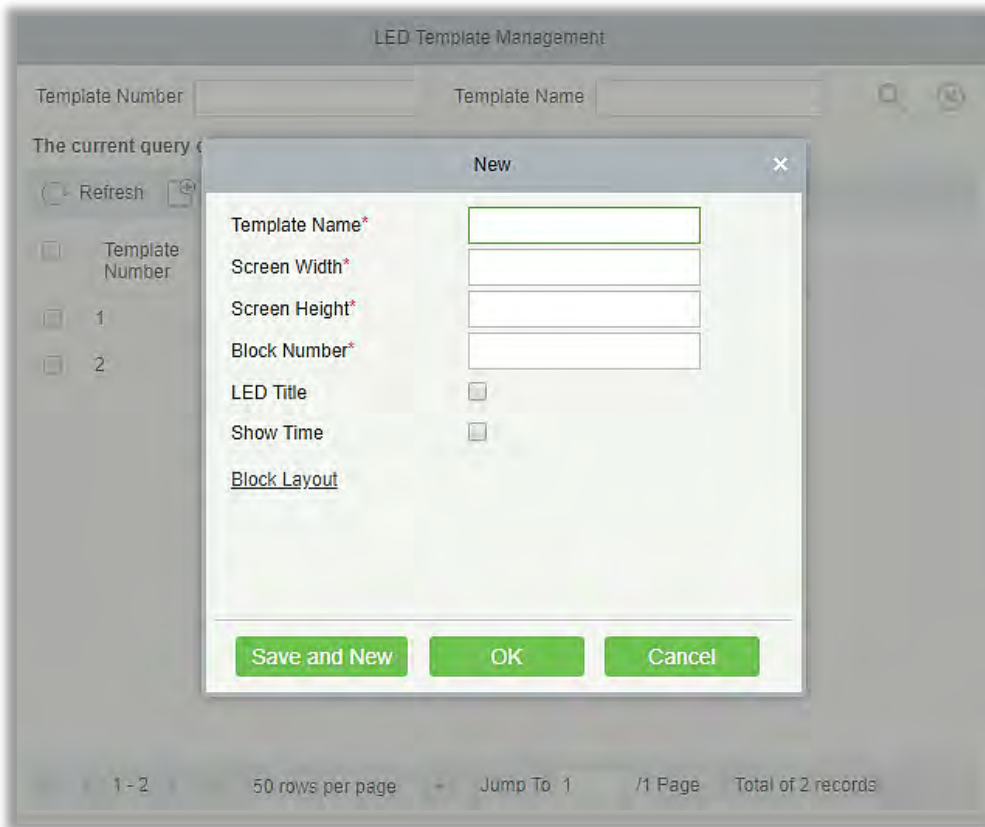 LED Template Management
Template Number Template Name
The current query
Refresh
New
Template Name*
Screen Width*
Screen Height*
Block Number*
LED Title
Show Time
Block Layout
Template
Number
1
2
Save and New OK Cancel
1 - 2 50 rows per page Jump To 1 /1 Page Total of 2 records